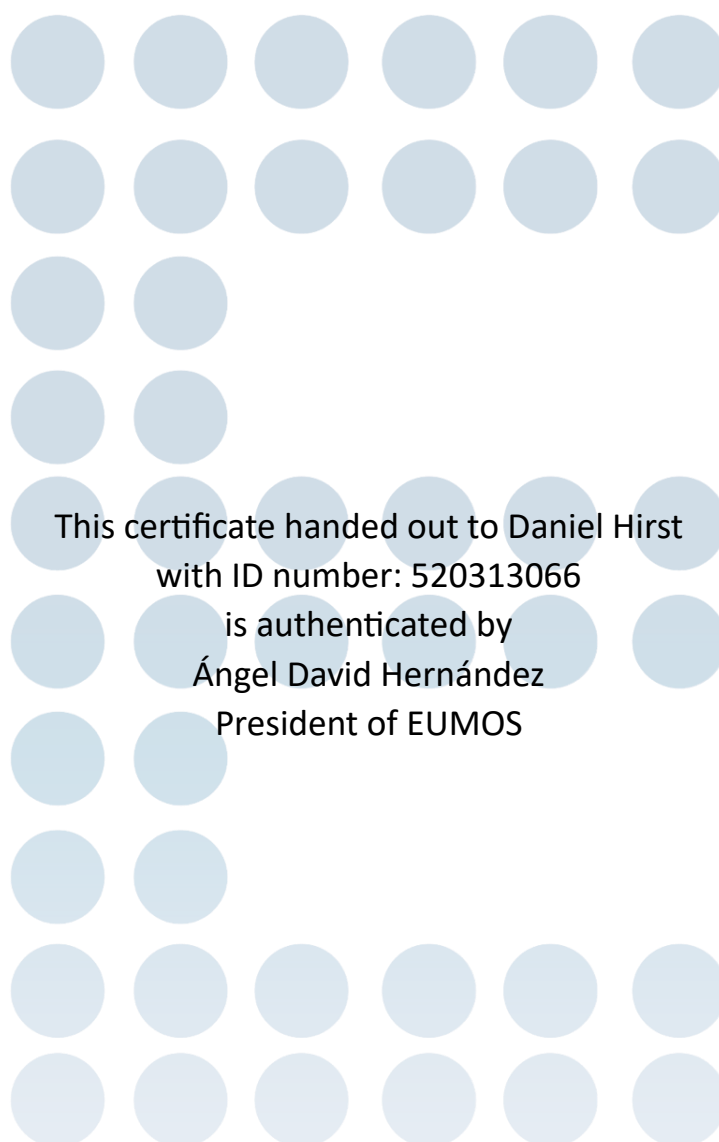 This certificate handed out to Daniel Hirst
with ID number: 520313066
is authenticated by
Ángel David Hernández
President of EUMOS